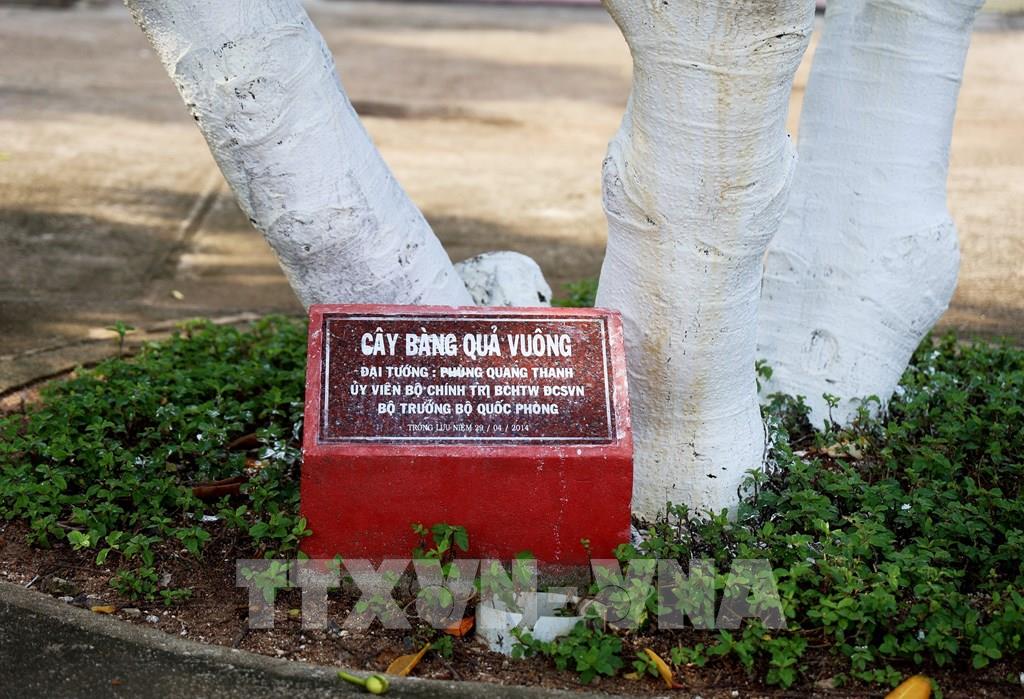 CÂY BÀNG QUẢ VUÔNG
ĐẠI TƯỚNG : PHÙNG QUANG THANH
ỦY VIÊN BỘ CHÍNH TRỊ BCHTW ĐCSVN
BỘ TRƯỞNG BỘ QUỐC PHÒNG
TRỒNG LƯU NIỆM 29 / 04 / 2014
TTXVN - VNA